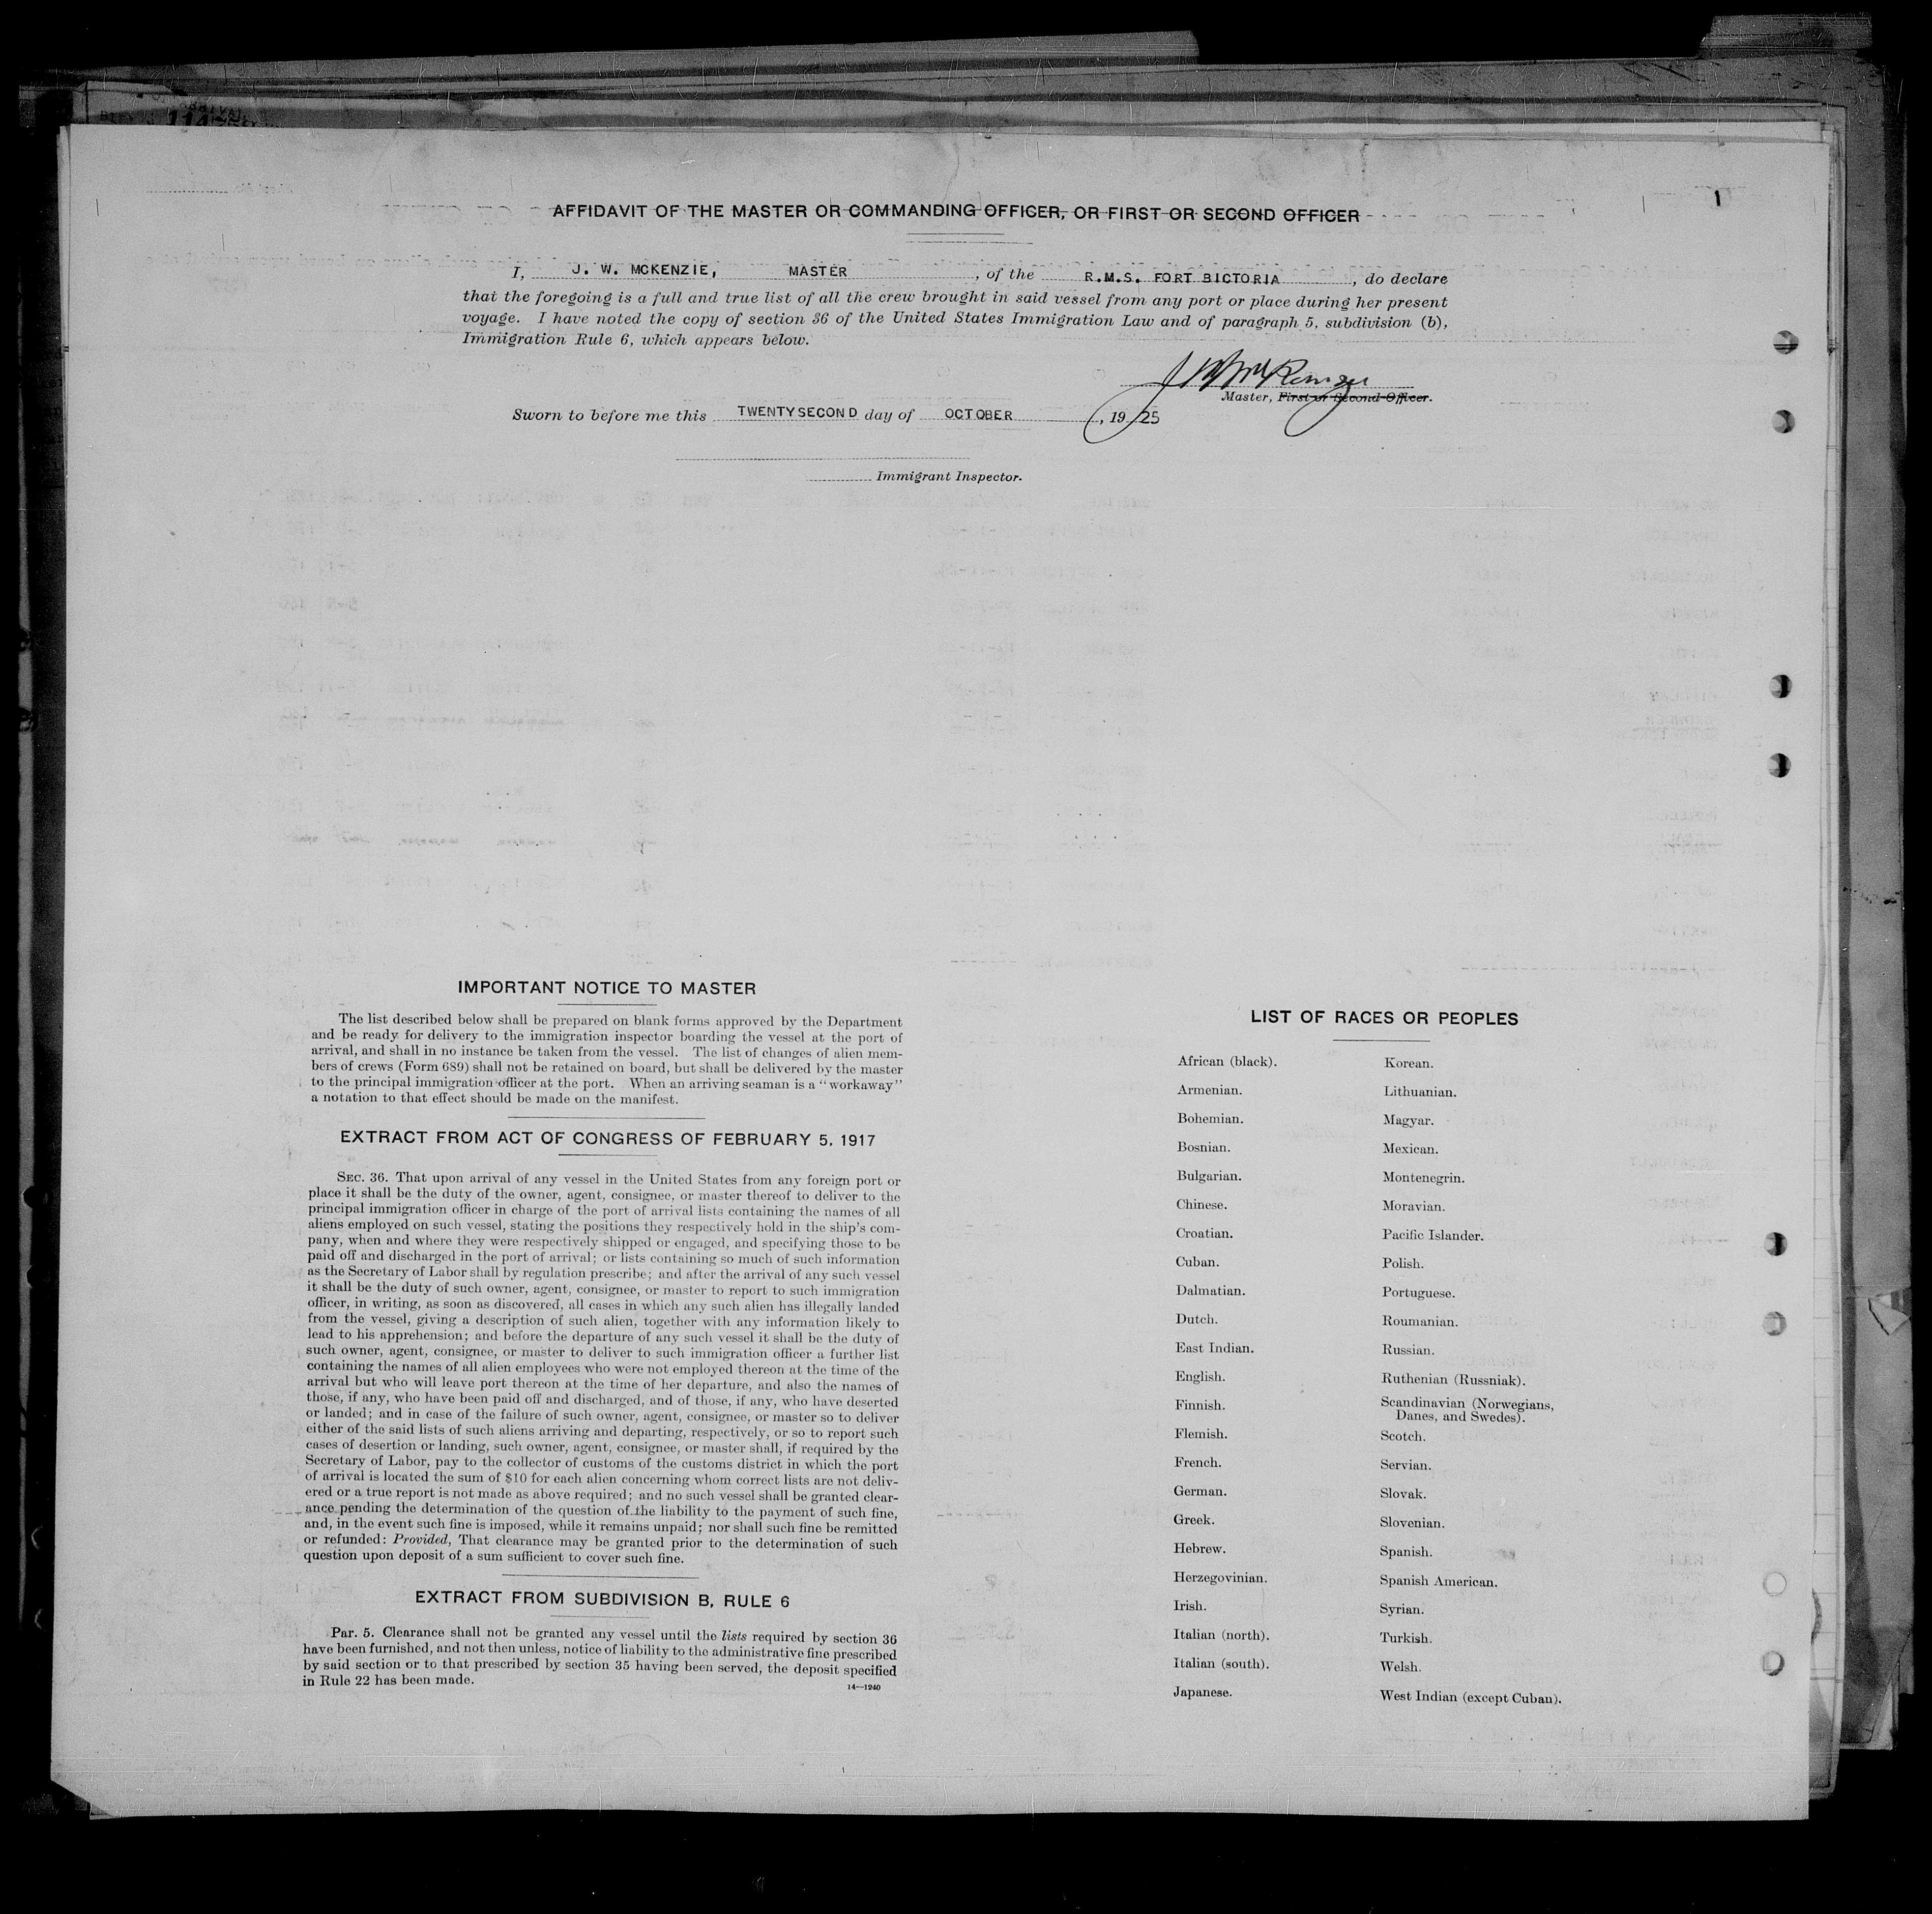 AFFIDAVIT OF THE MASTER OR COMMANDING OFFICER, OR FIRST OR SECOND OFFICER
I, J. W. MCKENZIE, MASTER, of the R.M.S. FORT BICTORIA, do declare
that the foregoing is a full and true list of all the crew brought in said vessel from any port or place during her present
voyage. I have noted the copy of section 36 of the United States Immigration Law and of paragraph 5, subdivision (b),
Immigration Rule 6, which appears below.
J W McKenzie
Master, First or Second Officer.
Sworn to before me this TWENTYSECOND day of OCTOBER, 1925
Immigrant Inspector.
IMPORTANT NOTICE TO MASTER
The list described below shall be prepared on blank forms approved by the Department
and be ready for delivery to the immigration inspector boarding the vessel at the port of
arrival, and shall in no instance be taken from the vessel. The list of changes of alien mem-
bers of crews (Form 689) shall not be retained on board, but shall be delivered by the master
to the principal immigration officer at the port. When an arriving seaman is a "workaway"
a notation to that effect should be made on the manifest.
EXTRACT FROM ACT OF CONGRESS OF FEBRUARY 5, 1917
SEC. 36. That upon arrival of any vessel in the United States from any foreign port or
place it shall be the duty of the owner, agent, consignee, or master thereof to deliver to the
principal immigration officer in charge of the port of arrival lists containing the names of all
aliens employed on such vessel, stating the positions they respectively hold in the ship's com-
pany, when and where they were respectively shipped or engaged, and specifying those to be
paid off and discharged in the port of arrival; or lists containing so much of such information
as the Secretary of Labor shall by regulation prescribe; and after the arrival of any such vessel
it shall be the duty of such owner, agent, consignee, or master to report to such immigration
officer, in writing, as soon as discovered, all cases in which any such alien has illegally landed
from the vessel, giving a description of such alien, together with any information likely to
lead to his apprehension; and before the departure of any such vessel it shall be the duty of
such owner, agent, consignee, or master to deliver to such immigration officer a further list
containing the names of all alien employees who were not employed thereon at the time of the
arrival but who will leave port thereon at the time of her departure, and also the names of
those, if any, who have been paid off and discharged, and of those, if any, who have deserted
or landed; and in case of the failure of such owner, agent, consignee, or master so to deliver
either of the said lists of such aliens arriving and departing, respectively, or so to report such
cases of desertion or landing, such owner, agent, consignee, or master shall, if required by the
Secretary of Labor, pay to the collector of customs of the customs district in which the port
of arrival is located the sum of $10 for each alien concerning whom correct lists are not deliv-
ered or a true report is not made as above required; and no such vessel shall be granted clear-
ance pending the determination of the question of the liability to the payment of such fine,
and, in the event such fine is imposed, while it remains unpaid; nor shall such fine be remitted
or refunded: Provided, That clearance may be granted prior to the determination of such
question upon deposit of a sum sufficient to cover such fine.
EXTRACT FROM SUBDIVISION B, RULE 6
Par. 5. Clearance shall not be granted any vessel until the lists required by section 36
have been furnished, and not then unless, notice of liability to the administrative fine prescribed
by said section or to that prescribed by section 35 having been served, the deposit specified
in Rule 22 has been made.
14—1240
LIST OF RACES OR PEOPLES
African (black).
Armenian.
Bohemian.
Bosnian.
Bulgarian.
Chinese.
Croatian.
Cuban.
Dalmatian.
Dutch.
East Indian.
English.
Finnish.
Flemish.
French.
German.
Greek.
Hebrew.
Herzegovinian.
Irish.
Italian (north).
Italian (south).
Japanese.
Korean.
Lithuanian.
Magyar.
Mexican.
Montenegrin.
Moravian.
Pacific Islander.
Polish.
Portuguese.
Roumanian.
Russian.
Ruthenian (Russniak).
Scandinavian (Norwegians,
Danes, and Swedes).
Scotch.
Servian.
Slovak.
Slovenian.
Spanish.
Spanish American.
Syrian.
Turkish.
Welsh.
West Indian (except Cuban).